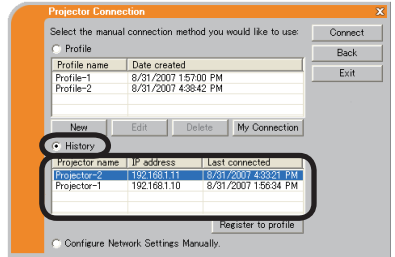 Projector Connection X
Select the manual connection method you would like to use: Connect
Profile Back
Profile name Date created Exit
Profile-1 8/31/2007 1:57:00 PM
Profile-2 8/31/2007 4:38:42 PM
New Edit Delete My Connection
History
Projector name IP address Last connected
Projector-2 192.168.1.11 8/31/2007 4:33:21 PM
Projector-1 192.168.1.10 8/31/2007 1:56:34 PM
Register to profile
Configure Network Settings Manually.